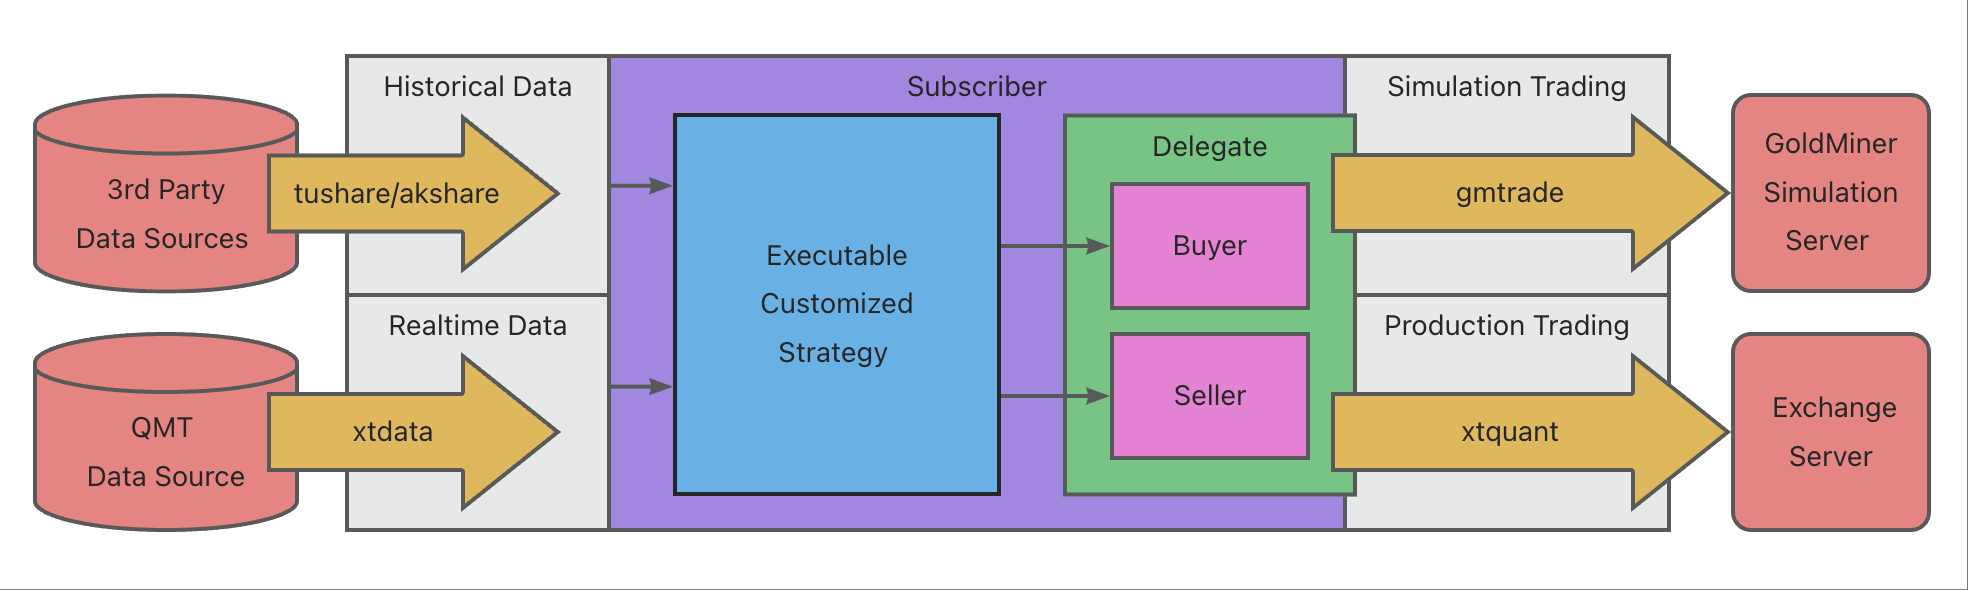 Historical Data
Subscriber
Simulation Trading
3rd Party
Data Sources
tushare/akshare
Executable
Customized
Strategy
Delegate
Buyer
Seller
gmtrade
GoldMiner
Simulation
Server
Realtime Data
QMT
Data Source
xtdata
Production Trading
xtquant
Exchange
Server